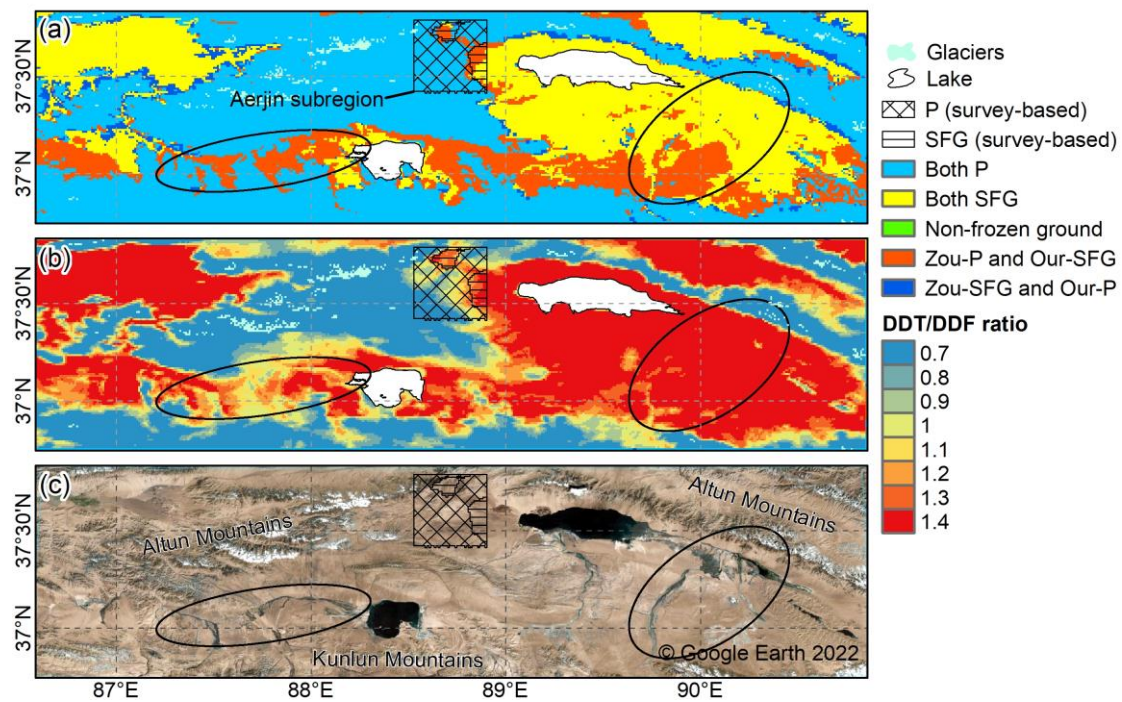 (a)
37°30'N
37°N
Aerjin subregion
(b)
37°30'N
37°N
(c)
37°30'N
37°N
Altun Mountains
Altun Mountains
Kunlun Mountains
© Google Earth 2022
87°E
88°E
89°E
90°E
Glaciers
Lake
P (survey-based)
SFG (survey-based)
Both P
Both SFG
Non-frozen ground
Zou-P and Our-SFG
Zou-SFG and Our-P
DDT/DDF ratio
0.7
0.8
0.9
1
1.1
1.2
1.3
1.4